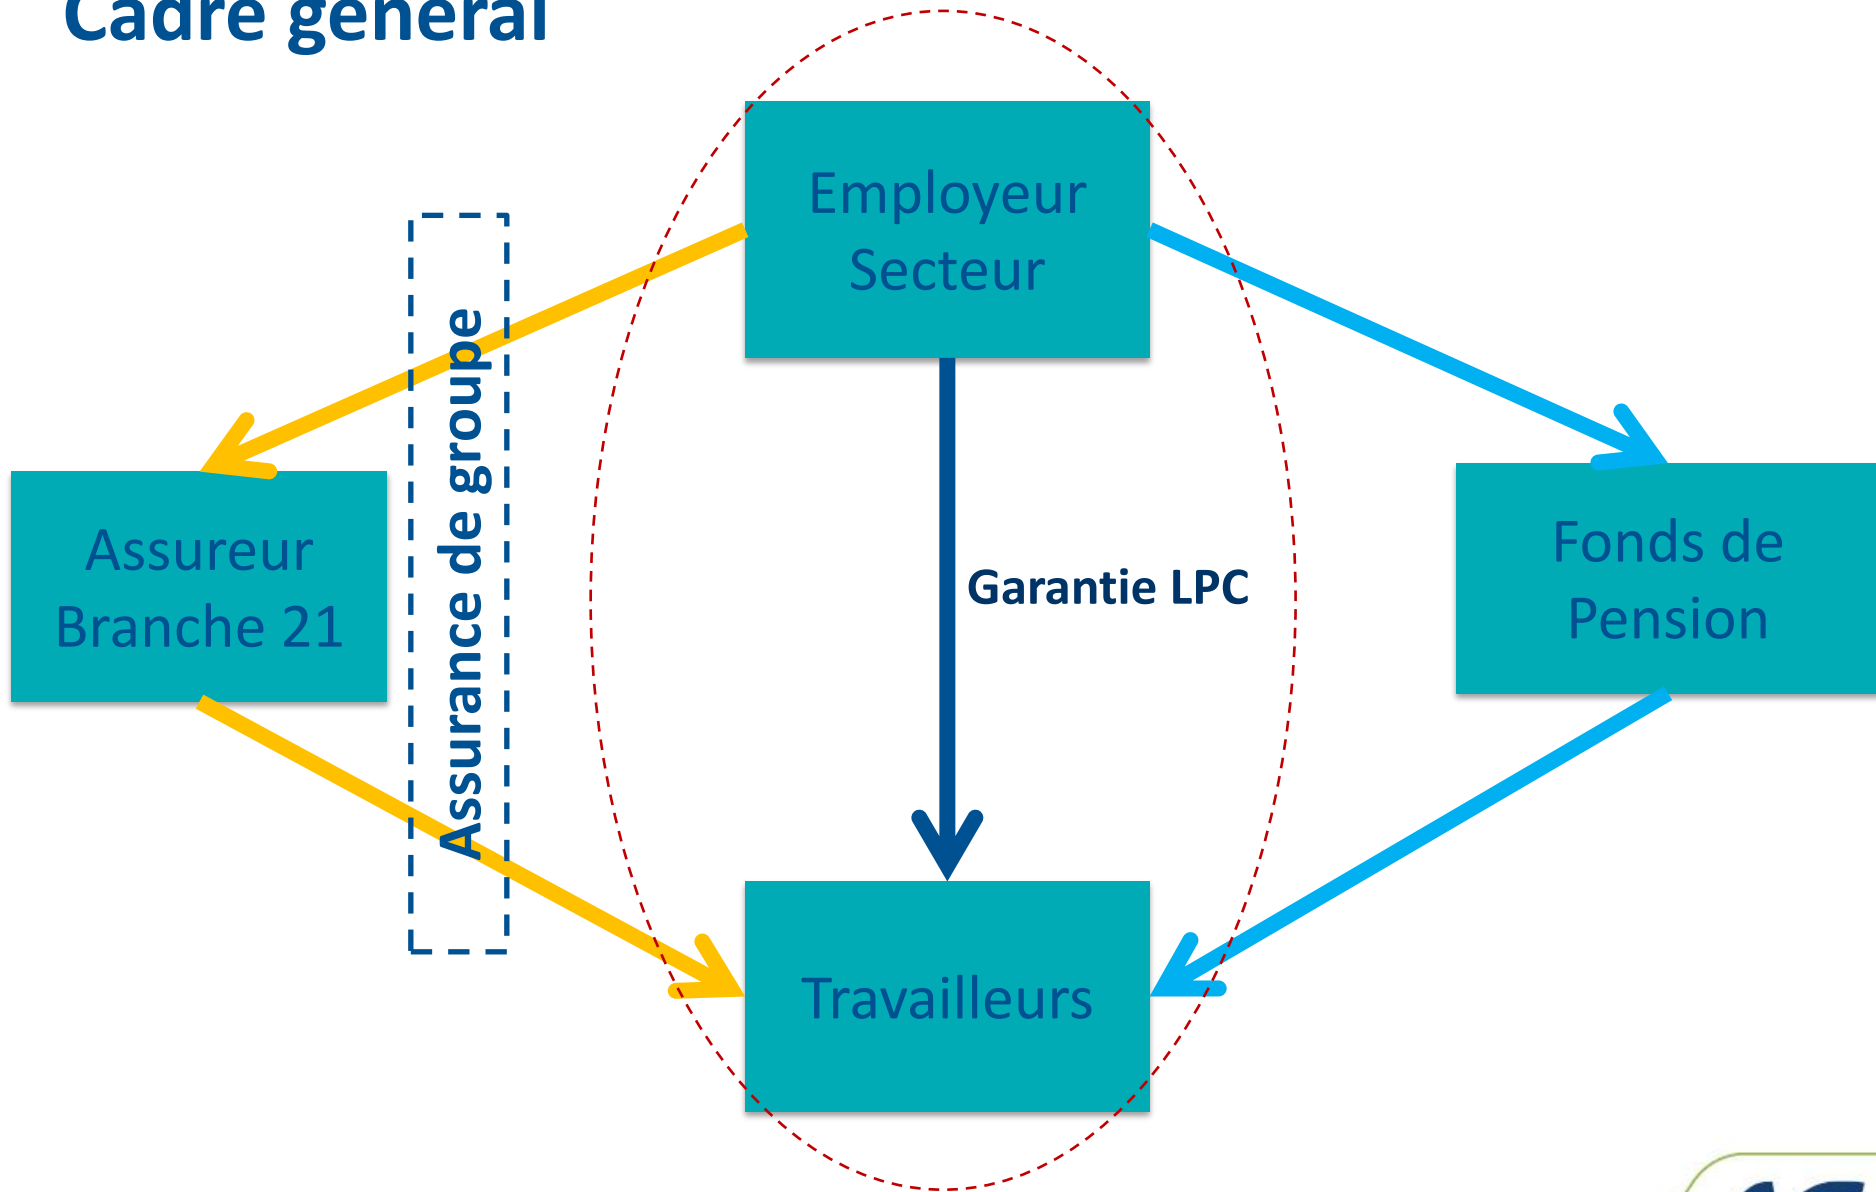 Cadre général
Employeur
Secteur
Assurance de groupe
Assureur
Branche 21
Garantie LPC
Fonds de
Pension
Travailleurs